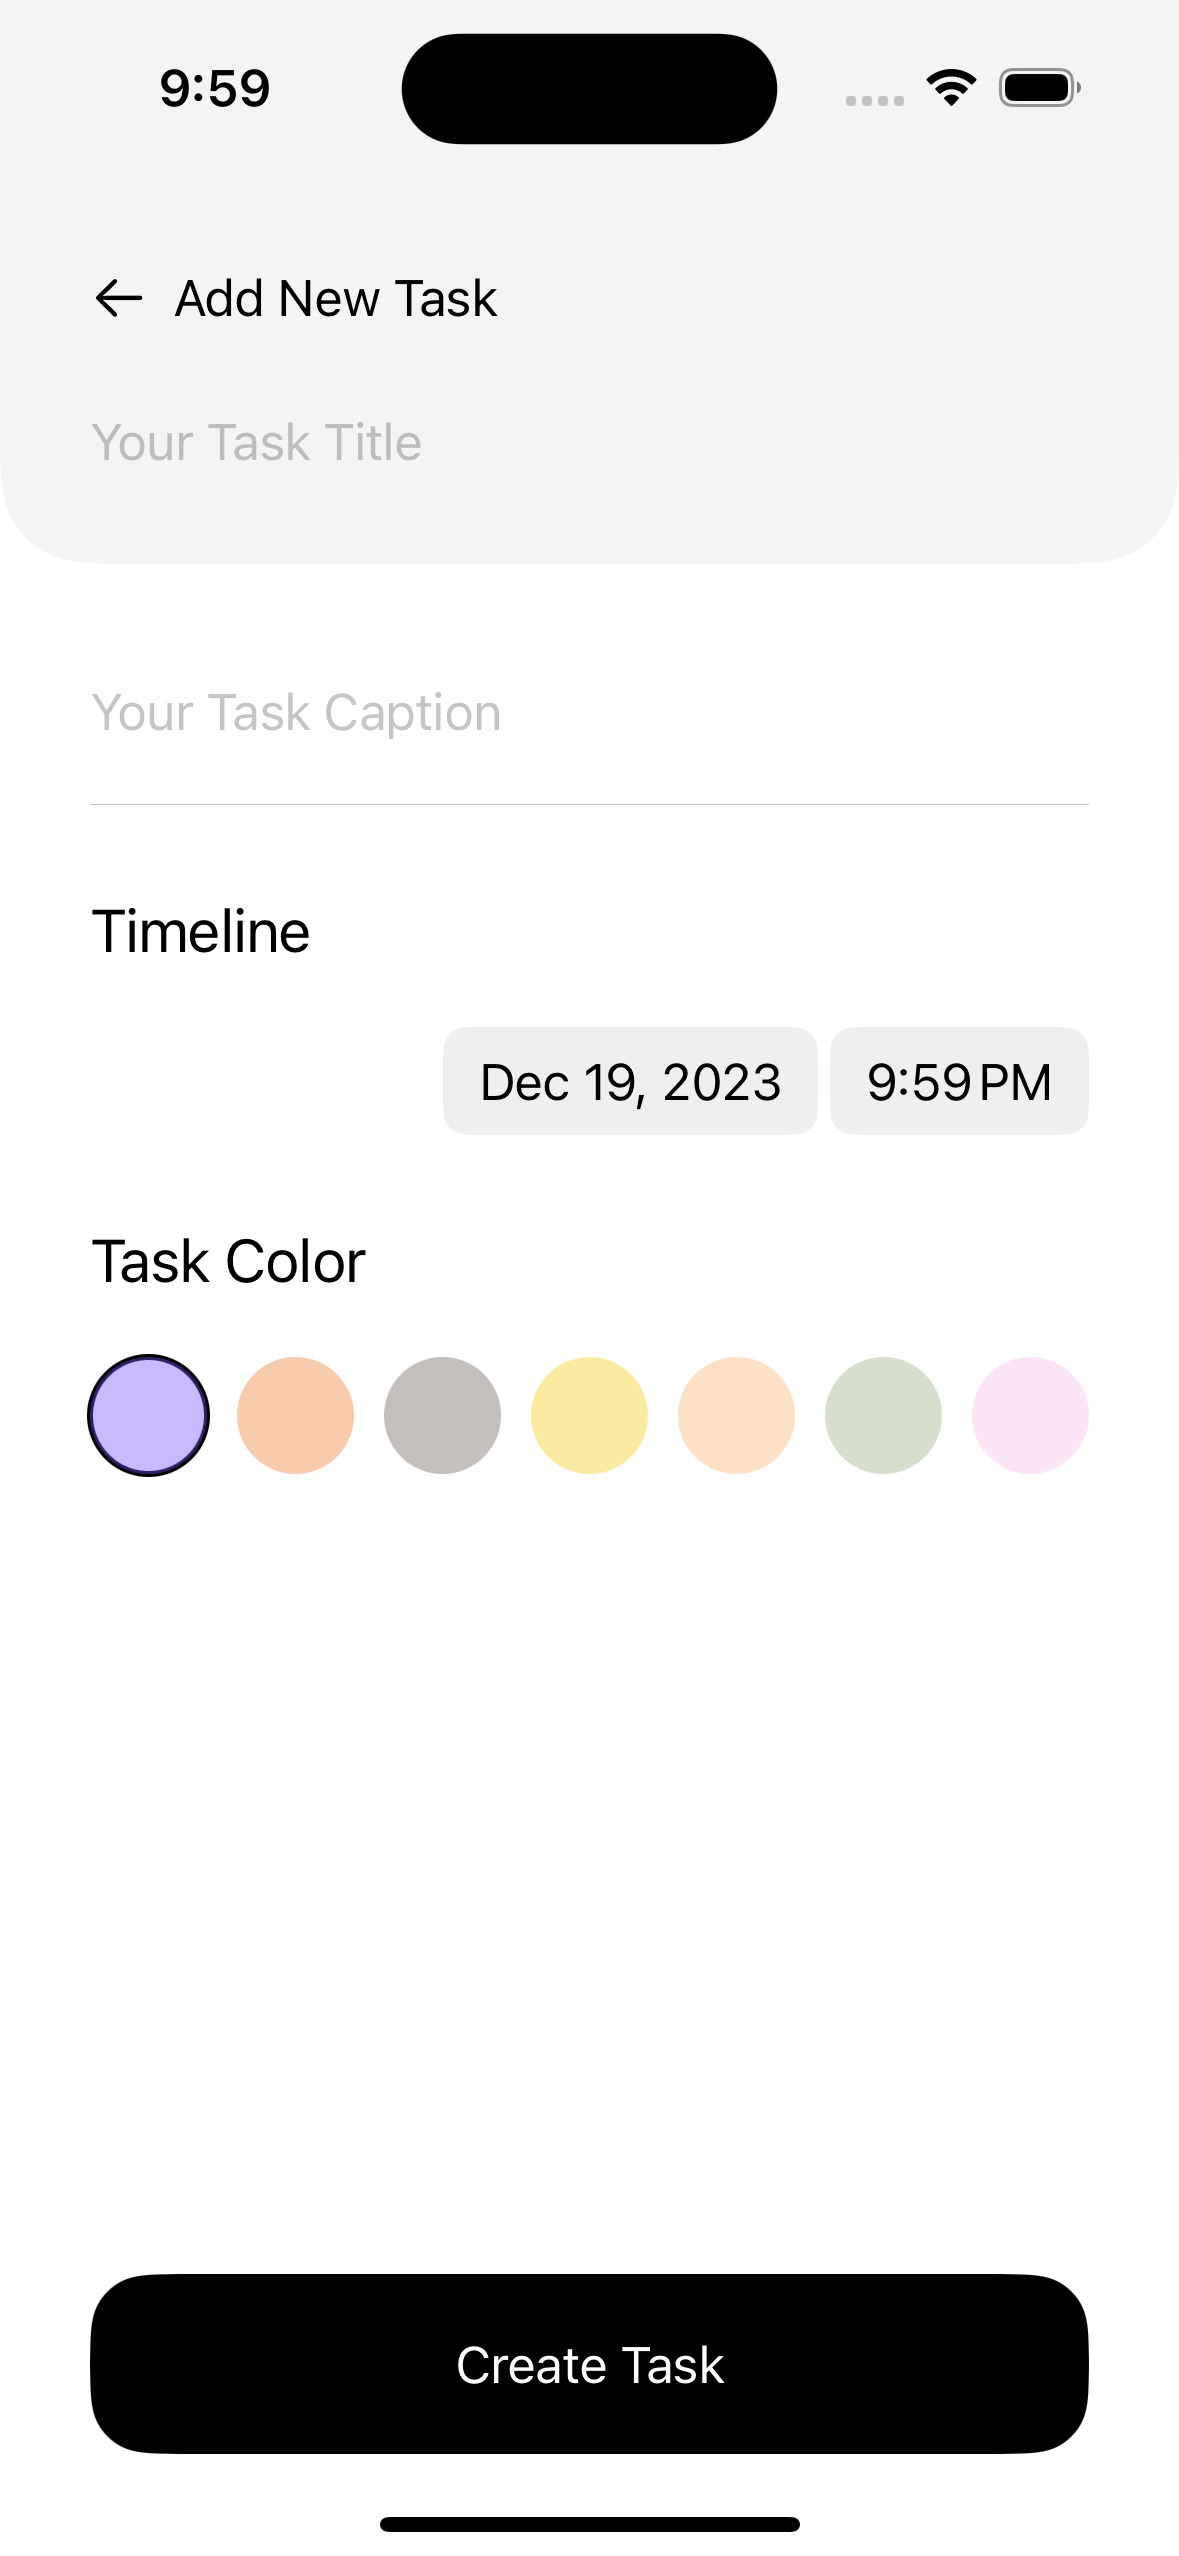 9:59
Add New Task
Your Task Title
Your Task Caption
Timeline
Dec 19, 2023 9:59 PM
Task Color
Create Task